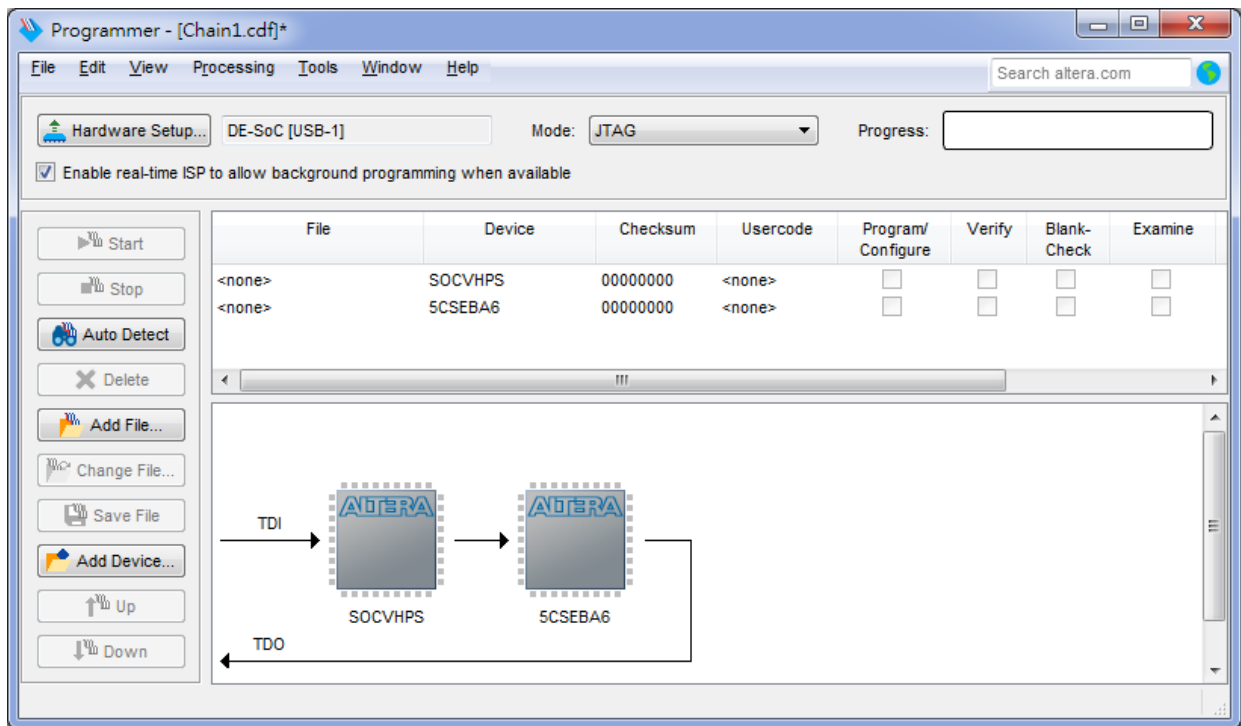 Programmer - [Chain1.cdf]*
File Edit View Processing Tools Window Help
Search altera.com
Hardware Setup... DE-SoC [USB-1] Mode: JTAG Progress:
Enable real-time ISP to allow background programming when available
Start
Stop
Auto Detect
Delete
Add File...
Change File...
Save File
Add Device...
Up
Down
File Device Checksum Usercode Program/ Configure Verify Blank- Check Examine
<none> SOCVHPS 00000000 <none>
<none> 5CSEBA6 00000000 <none>
TDI
ALTERA
ALTERA
SOCVHPS
5CSEBA6
TDO